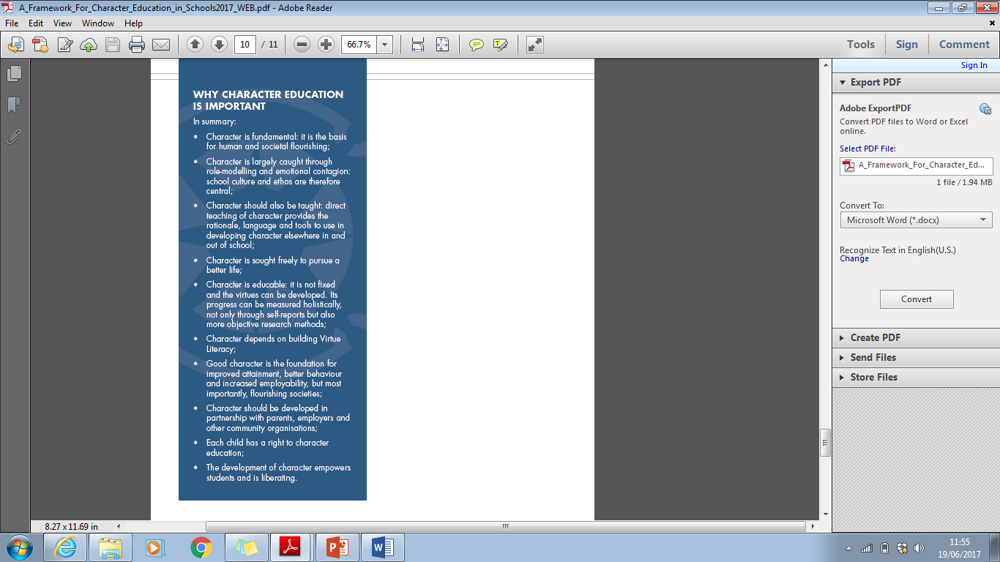 A_Framework_For_Character_Education_in_Schools2017_WEB.pdf - Adobe Reader
File Edit View Window Help
10 / 11 66.7% Tools Sign Comment
Sign In
Export PDF
Adobe ExportPDF
Convert PDF files to Word or Excel
online.
Select PDF File:
A_Framework_For_Character_Ed...
1 file / 1.94 MB
Convert To:
Microsoft Word (*.docx)
Recognize Text in English(U.S.)
Change
Convert
Create PDF
Send Files
Store Files
WHY CHARACTER EDUCATION
IS IMPORTANT
In summary:
• Character is fundamental: it is the basis
for human and societal flourishing;
• Character is largely caught through
role-modelling and emotional contagion:
school culture and ethos are therefore
central;
• Character should also be taught: direct
teaching of character provides the
rationale, language and tools to use in
developing character elsewhere in and
out of school;
• Character is sought freely to pursue a
better life;
• Character is educable: it is not fixed
and the virtues can be developed. Its
progress can be measured holistically,
not only through self-reports but also
more objective research methods;
• Character depends on building Virtue
Literacy;
• Good character is the foundation for
improved attainment, better behaviour
and increased employability, but most
importantly, flourishing societies;
• Character should be developed in
partnership with parents, employers and
other community organisations;
• Each child has a right to character
education;
• The development of character empowers
students and is liberating.
8.27 x 11.69 in
11:55
19/06/2017